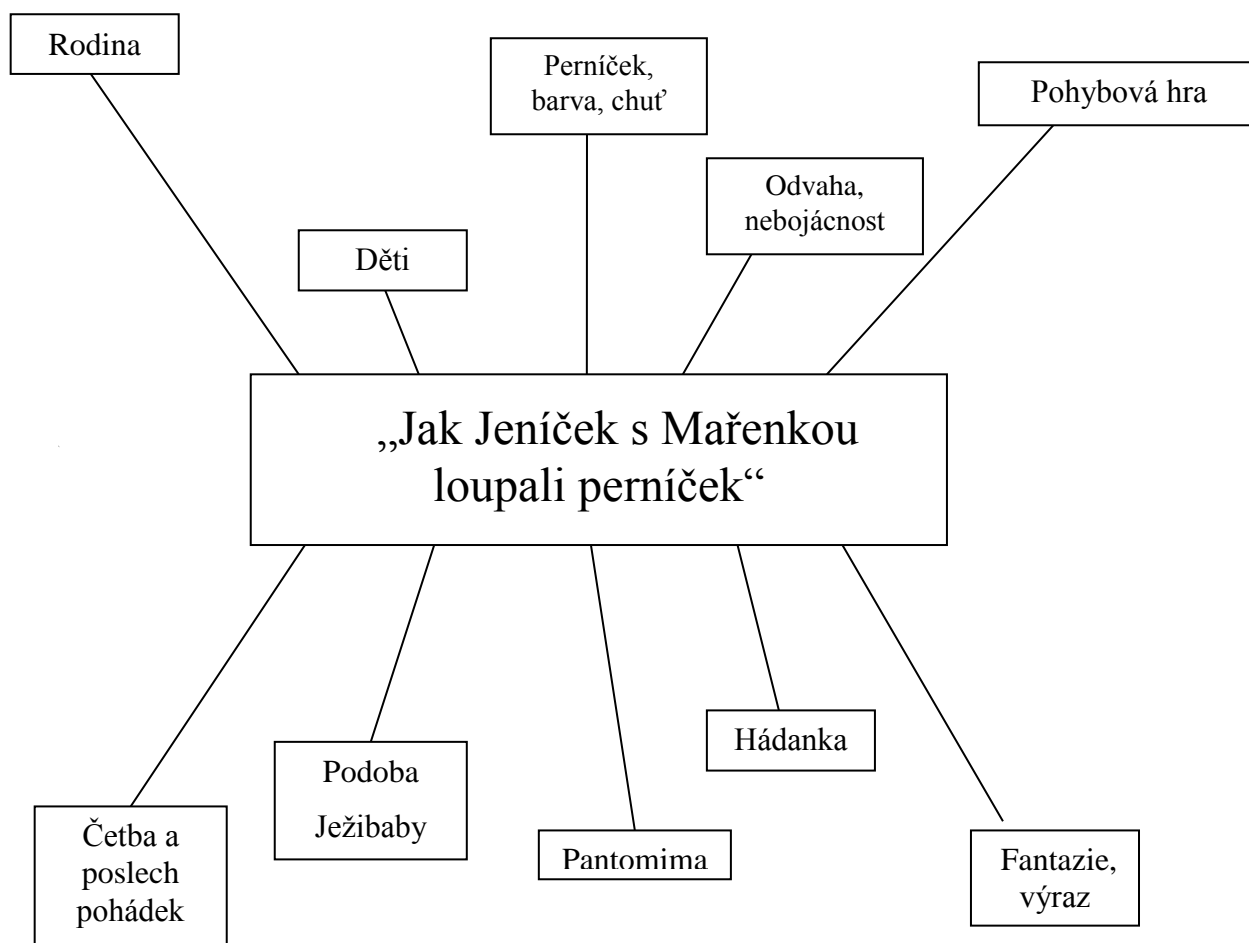 Rodina
Perníček,
barva, chuť
Pohybová hra
Odvaha,
nebojácnost
Děti
„Jak Jeníček s Mařenkou
loupali perníček“
Hádanka
Podoba
Ježibaby
Četba a
poslech
pohádek
Pantomima
Fantazie,
výraz